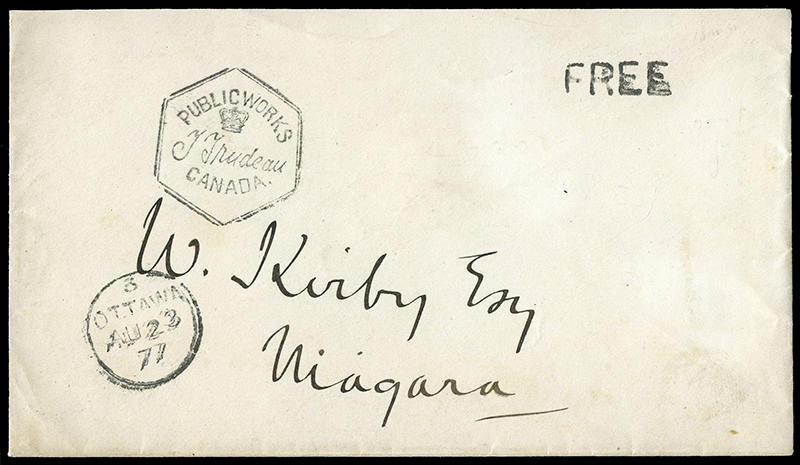 FREE
PUBLIC WORKS
T Trudeau
CANADA.
W. Kirby Esq
Niagara
3
OTTAWA
AU 23
77